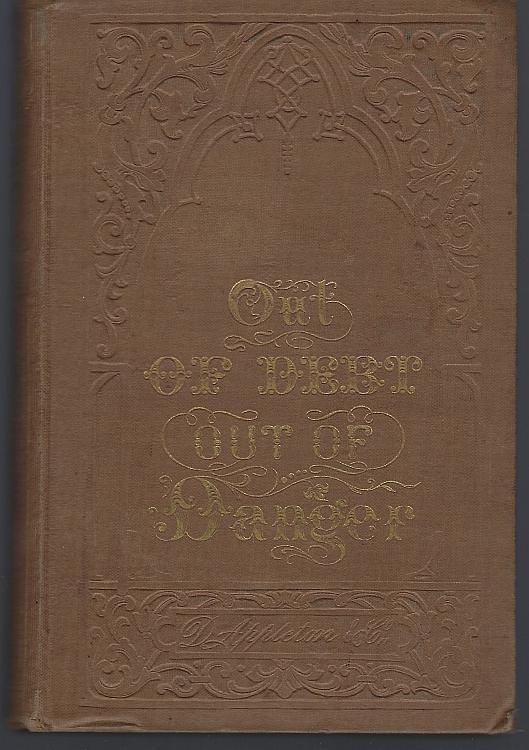 Out
OF DEBT
OUT OF
Danger
D. Appleton & Co.